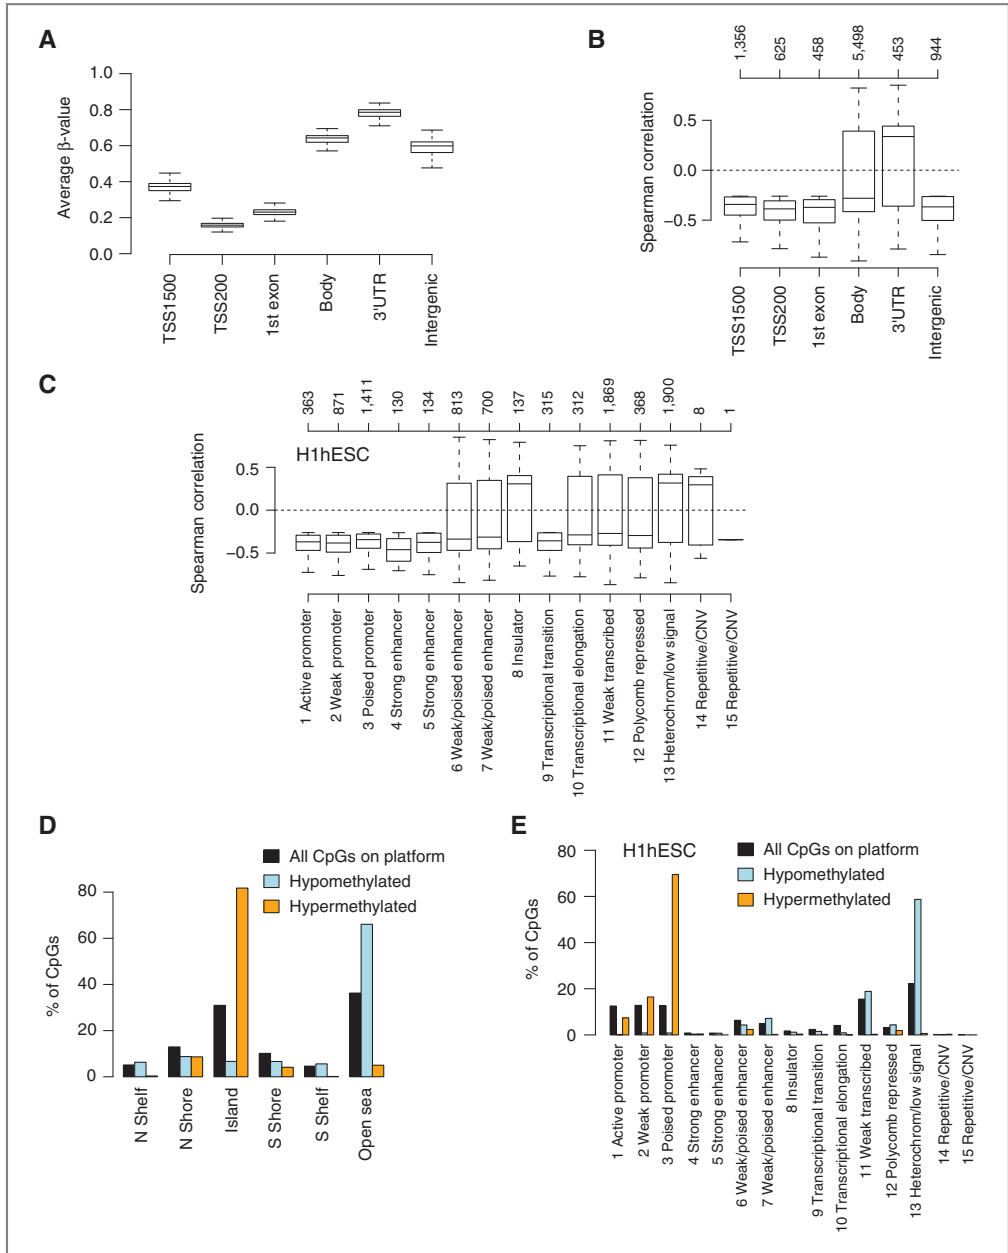 A
Average β-value
1.0
0.8
0.6
0.4
0.2
0.0
TSS1500
TSS200
1st exon
Body
3'UTR
Intergenic
B
1,356
625
458
5,498
453
944
Spearman correlation
0.5
0.0
−0.5
TSS1500
TSS200
1st exon
Body
3'UTR
Intergenic
C
363
871
1,411
130
134
813
700
137
315
312
1,869
368
1,900
8
1
H1hESC
Spearman correlation
0.5
0.0
−0.5
1 Active promoter
2 Weak promoter
3 Poised promoter
4 Strong enhancer
5 Strong enhancer
6 Weak/poised enhancer
7 Weak/poised enhancer
8 Insulator
9 Transcriptional transition
10 Transcriptional elongation
11 Weak transcribed
12 Polycomb repressed
13 Heterochrom/low signal
14 Repetitive/CNV
15 Repetitive/CNV
D
All CpGs on platform
Hypomethylated
Hypermethylated
% of CpGs
80
60
40
20
0
N Shelf
N Shore
Island
S Shore
S Shelf
Open sea
E
H1hESC
All CpGs on platform
Hypomethylated
Hypermethylated
% of CpGs
80
60
40
20
0
1 Active promoter
2 Weak promoter
3 Poised promoter
4 Strong enhancer
5 Strong enhancer
6 Weak/poised enhancer
7 Weak/poised enhancer
8 Insulator
9 Transcriptional transition
10 Transcriptional elongation
11 Weak transcribed
12 Polycomb repressed
13 Heterochrom/low signal
14 Repetitive/CNV
15 Repetitive/CNV